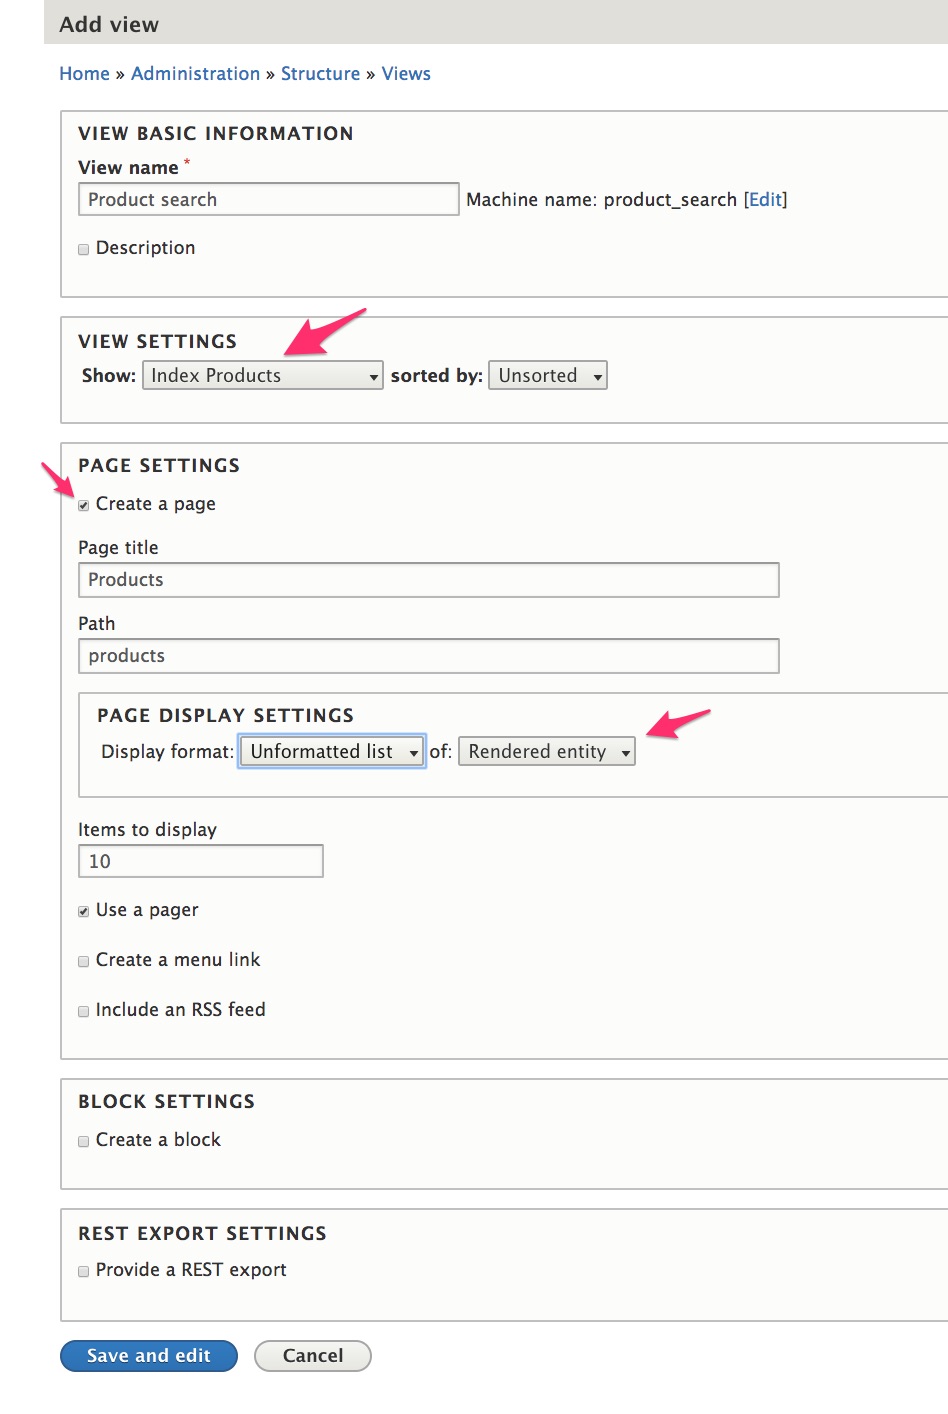 Add view
Home » Administration » Structure » Views
VIEW BASIC INFORMATION
View name *
Product search Machine name: product_search [Edit]
Description
VIEW SETTINGS
Show: Index Products sorted by: Unsorted
PAGE SETTINGS
Create a page
Page title
Products
Path
products
PAGE DISPLAY SETTINGS
Display format: Unformatted list of: Rendered entity
Items to display
10
Use a pager
Create a menu link
Include an RSS feed
BLOCK SETTINGS
Create a block
REST EXPORT SETTINGS
Provide a REST export
Save and edit Cancel